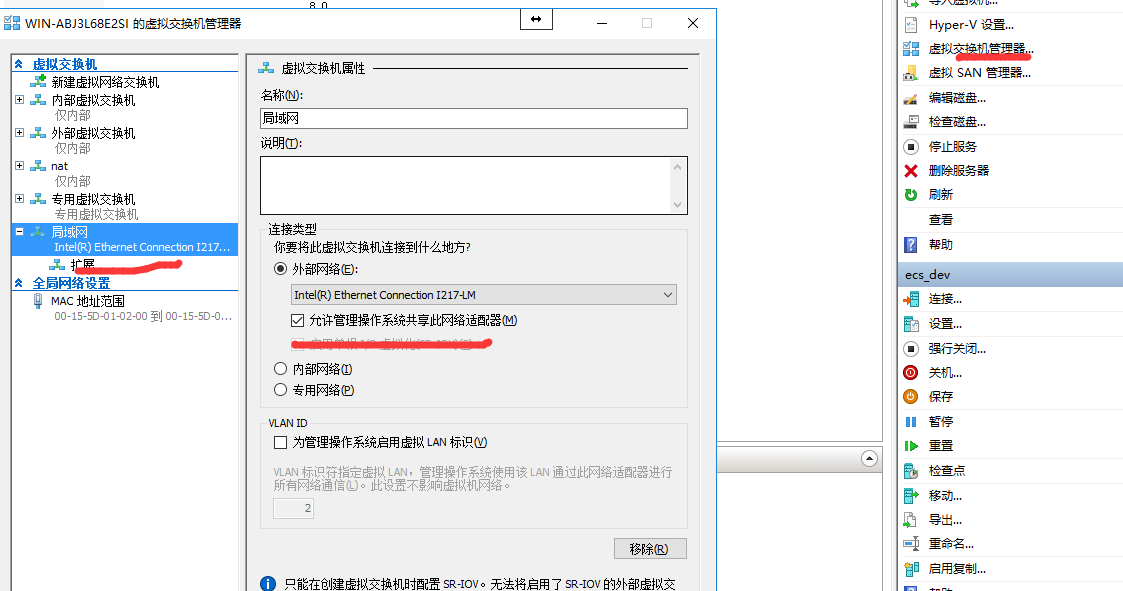 8.0
WIN-ABJ3L68E2SI 的虚拟交换机管理器
虚拟交换机
新建虚拟网络交换机
内部虚拟交换机
仅内部
外部虚拟交换机
仅内部
nat
仅内部
专用虚拟交换机
专用虚拟交换机
局域网
Intel(R) Ethernet Connection I217...
扩展
全局网络设置
MAC 地址范围
00-15-5D-01-02-00 到 00-15-5D-0...
虚拟交换机属性
名称(N):
局域网
说明(T):
连接类型
你要将此虚拟交换机连接到什么地方?
外部网络(E):
Intel(R) Ethernet Connection I217-LM
允许管理操作系统共享此网络适配器(M)
内部网络(I)
专用网络(P)
VLAN ID
为管理操作系统启用虚拟 LAN 标识(V)
VLAN 标识符指定虚拟 LAN，管理操作系统使用该 LAN 通过此网络适配器进行
所有网络通信(L)。此设置不影响虚拟机网络。
2
移除(R)
只能在创建虚拟交换机时配置 SR-IOV。无法将启用了 SR-IOV 的外部虚拟交
Hyper-V 设置...
虚拟交换机管理器...
虚拟 SAN 管理器...
编辑磁盘...
检查磁盘...
停止服务
删除服务器
刷新
查看
帮助
ecs_dev
连接...
设置...
强行关闭...
关机...
保存
暂停
重置
检查点
移动...
导出...
重命名...
启用复制...